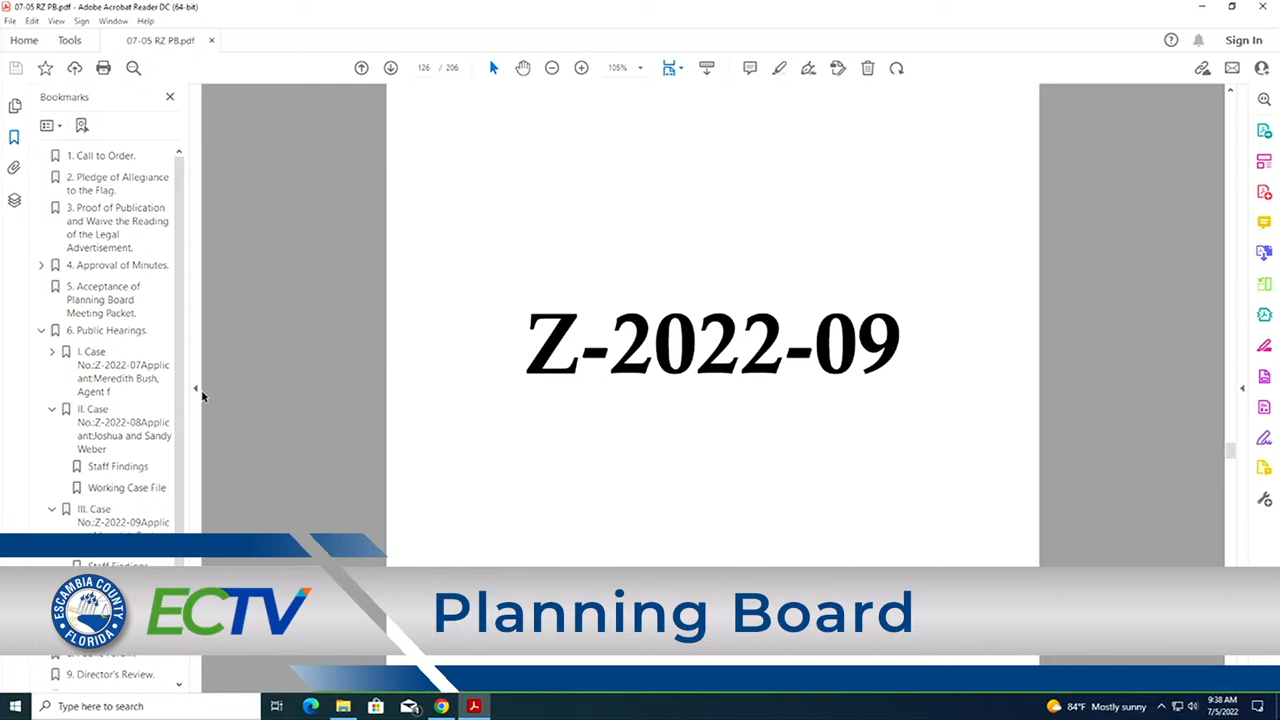 07-05 RZ PB.pdf - Adobe Acrobat Reader DC (64-bit)
File Edit View Sign Window Help
Home Tools 07-05 RZ PB.pdf × Sign In
126 / 206 105%
Bookmarks
1. Call to Order.
2. Pledge of Allegiance
to the Flag.
3. Proof of Publication
and Waive the Reading
of the Legal
Advertisement.
4. Approval of Minutes.
5. Acceptance of
Planning Board
Meeting Packet.
6. Public Hearings.
I. Case
No.:Z-2022-07Applic
ant:Meredith Bush,
Agent f
II. Case
No.:Z-2022-08Applic
ant:Joshua and Sandy
Weber
Staff Findings
Working Case File
III. Case
No.:Z-2022-09Applic
Staff Findings
9. Director's Review.
Z-2022-09
ESCAMBIA COUNTY
FLORIDA
ECTV
Planning Board
Type here to search
84°F Mostly sunny
9:38 AM
7/5/2022